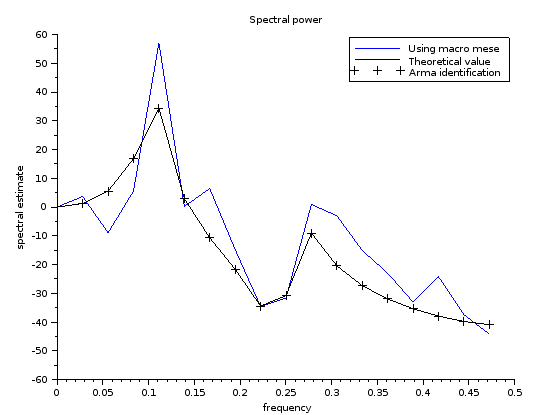 Spectral power
Using macro mese
Theoretical value
Arma identification
spectral estimate
60
50
40
30
20
10
0
-10
-20
-30
-40
-50
-60
0 0.05 0.1 0.15 0.2 0.25 0.3 0.35 0.4 0.45 0.5
frequency